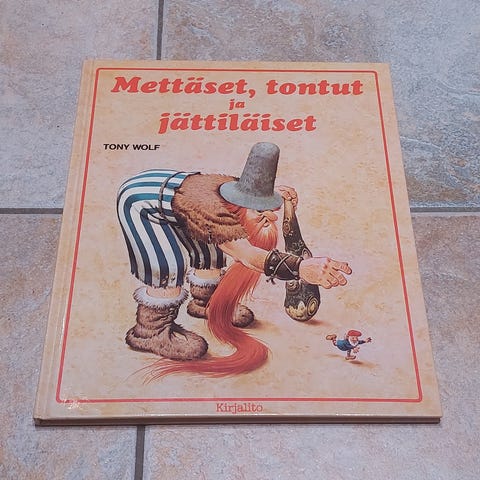 Mettäset, tontut
ja
jättiläiset
TONY WOLF
Kirjalito